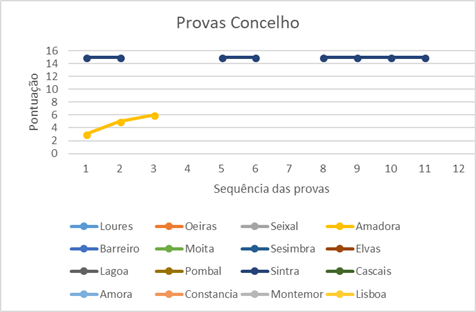 Provas Concelho
Pontuação
16
14
12
10
8
6
4
2
0
1 2 3 4 5 6 7 8 9 10 11 12
Sequência das provas
Loures Oeiras Seixal Amadora
Barreiro Moita Sesimbra Elvas
Lagoa Pombal Sintra Cascais
Amora Constancia Montemor Lisboa